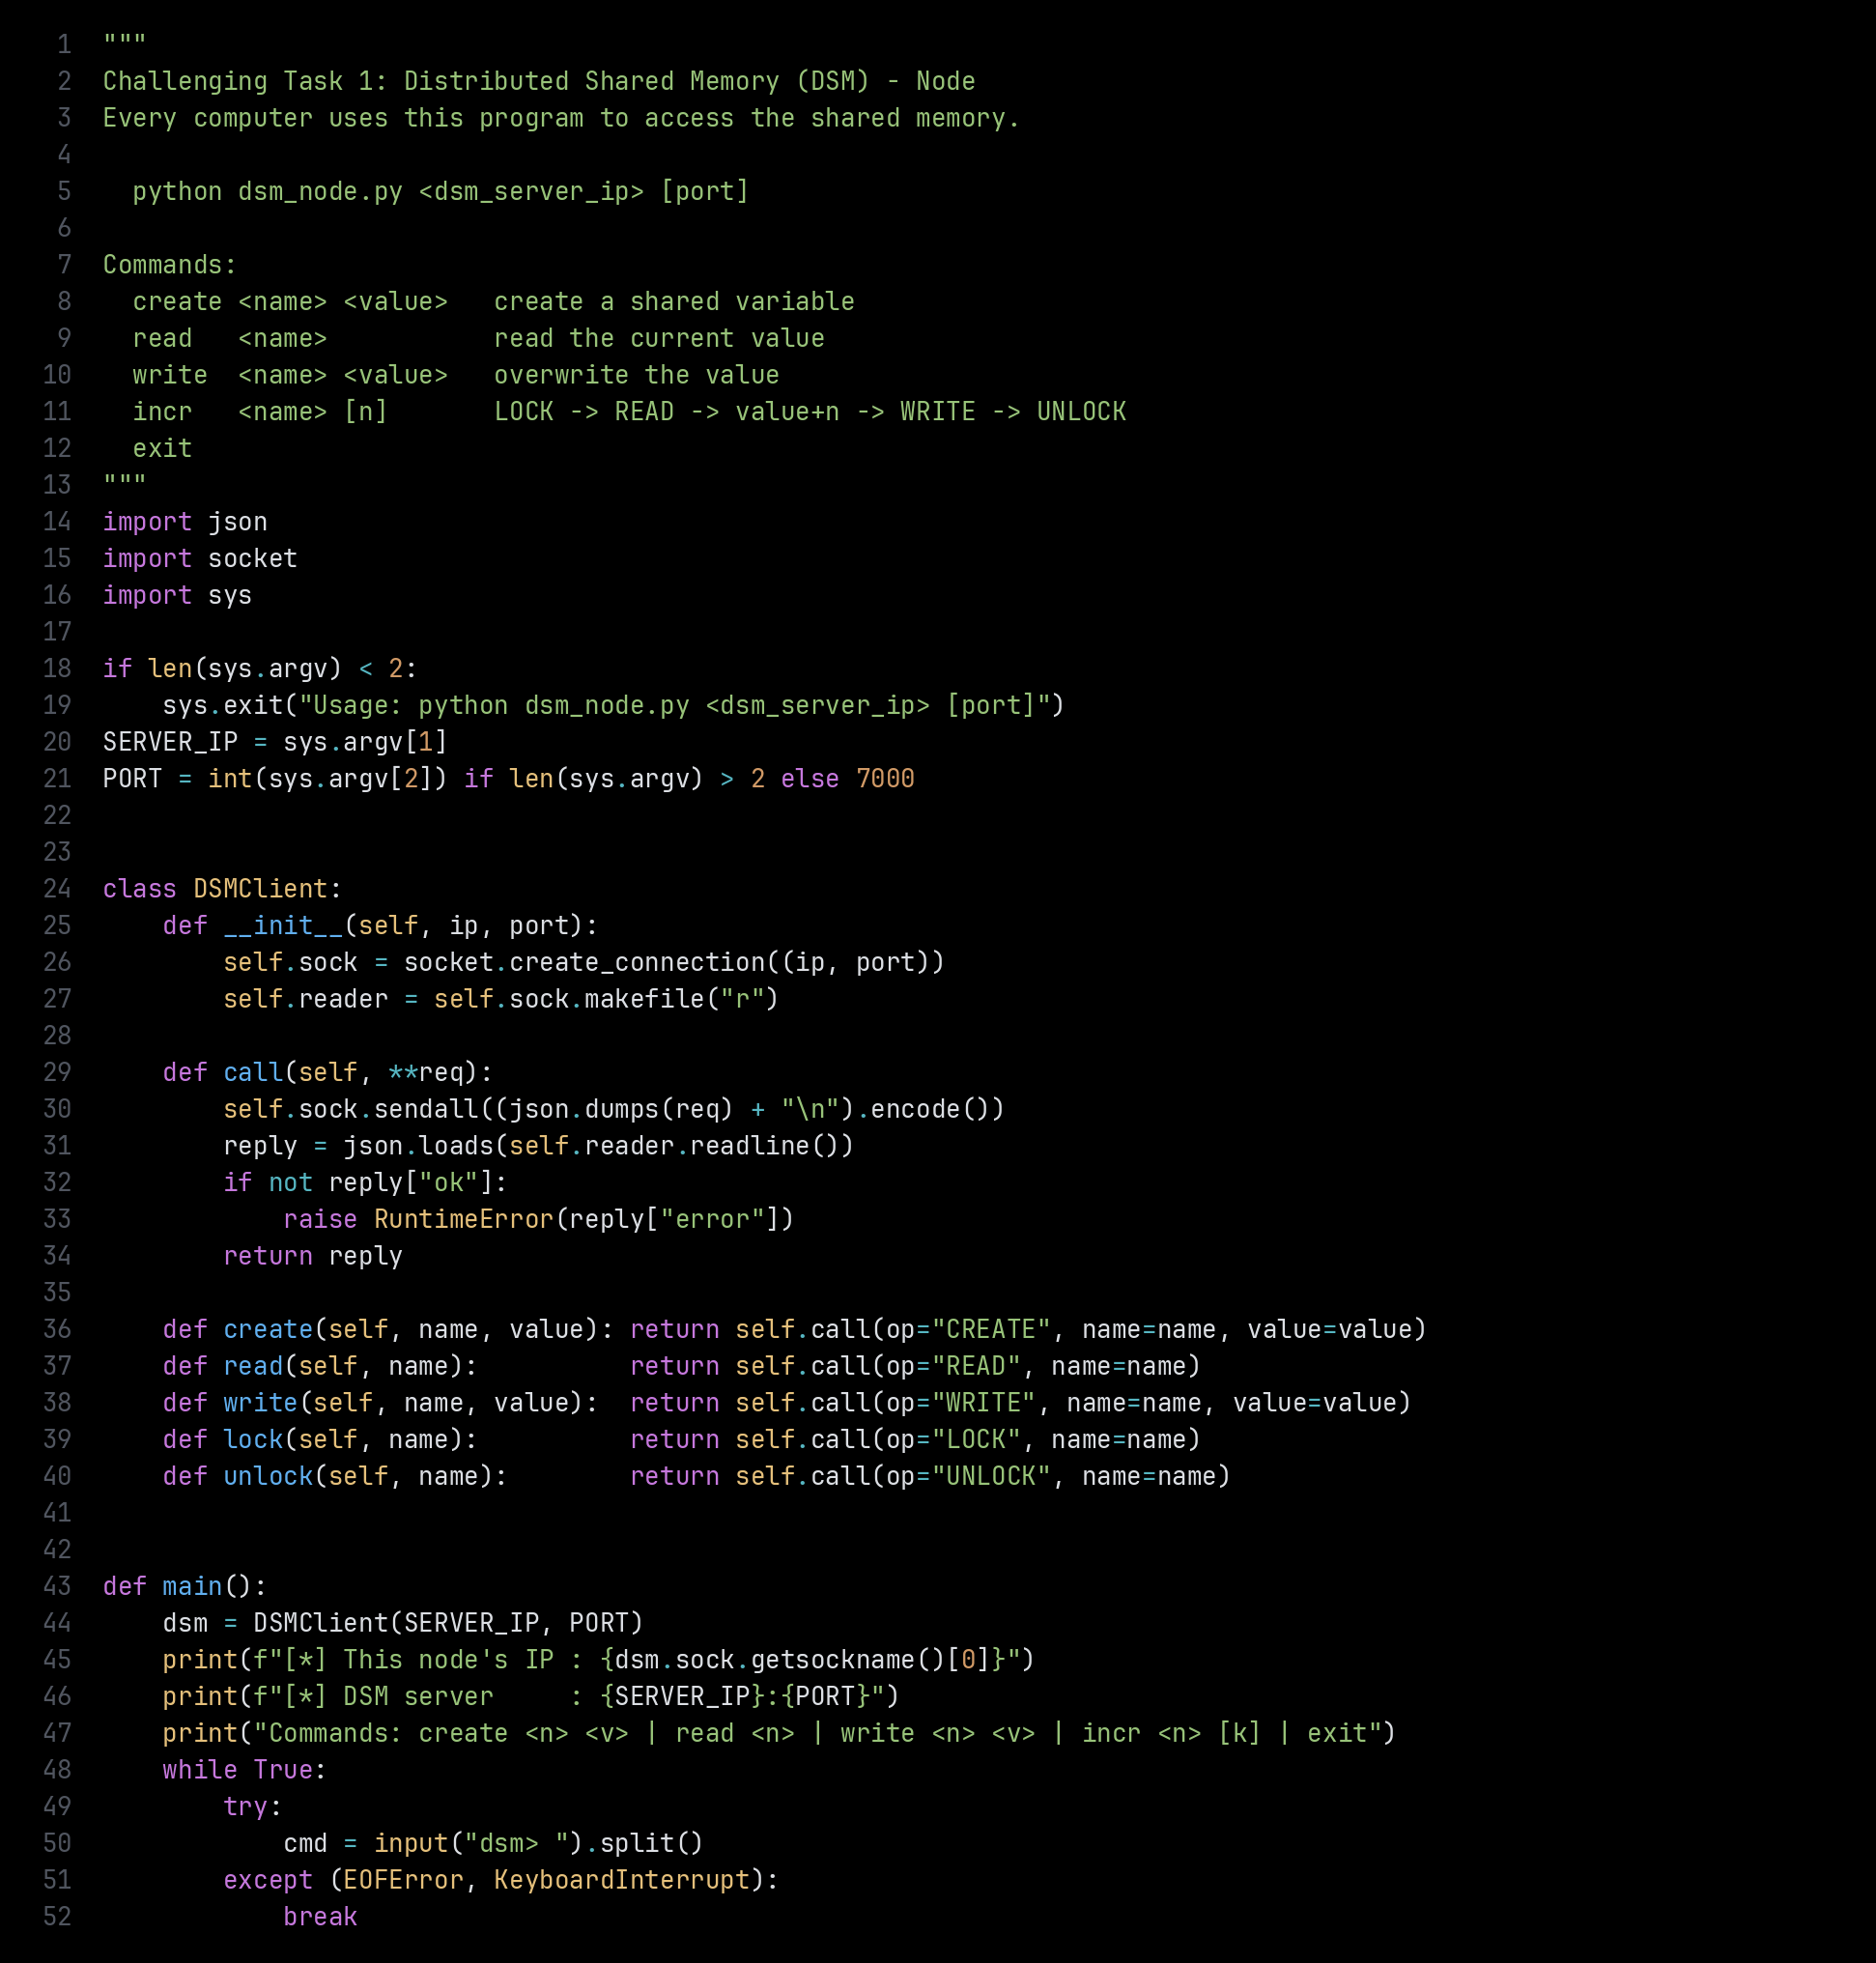 1 """
2 Challenging Task 1: Distributed Shared Memory (DSM) - Node
3 Every computer uses this program to access the shared memory.
4
5   python dsm_node.py <dsm_server_ip> [port]
6
7 Commands:
8   create <name> <value>   create a shared variable
9   read   <name>           read the current value
10   write  <name> <value>   overwrite the value
11   incr   <name> [n]       LOCK -> READ -> value+n -> WRITE -> UNLOCK
12   exit
13 """
14 import json
15 import socket
16 import sys
17
18 if len(sys.argv) < 2:
19     sys.exit("Usage: python dsm_node.py <dsm_server_ip> [port]")
20 SERVER_IP = sys.argv[1]
21 PORT = int(sys.argv[2]) if len(sys.argv) > 2 else 7000
22
23
24 class DSMClient:
25     def __init__(self, ip, port):
26         self.sock = socket.create_connection((ip, port))
27         self.reader = self.sock.makefile("r")
28
29     def call(self, **req):
30         self.sock.sendall((json.dumps(req) + "\n").encode())
31         reply = json.loads(self.reader.readline())
32         if not reply["ok"]:
33             raise RuntimeError(reply["error"])
34         return reply
35
36     def create(self, name, value): return self.call(op="CREATE", name=name, value=value)
37     def read(self, name):          return self.call(op="READ", name=name)
38     def write(self, name, value):  return self.call(op="WRITE", name=name, value=value)
39     def lock(self, name):          return self.call(op="LOCK", name=name)
40     def unlock(self, name):        return self.call(op="UNLOCK", name=name)
41
42
43 def main():
44     dsm = DSMClient(SERVER_IP, PORT)
45     print(f"[*] This node's IP : {dsm.sock.getsockname()[0]}")
46     print(f"[*] DSM server     : {SERVER_IP}:{PORT}")
47     print("Commands: create <n> <v> | read <n> | write <n> <v> | incr <n> [k] | exit")
48     while True:
49         try:
50             cmd = input("dsm> ").split()
51         except (EOFError, KeyboardInterrupt):
52             break